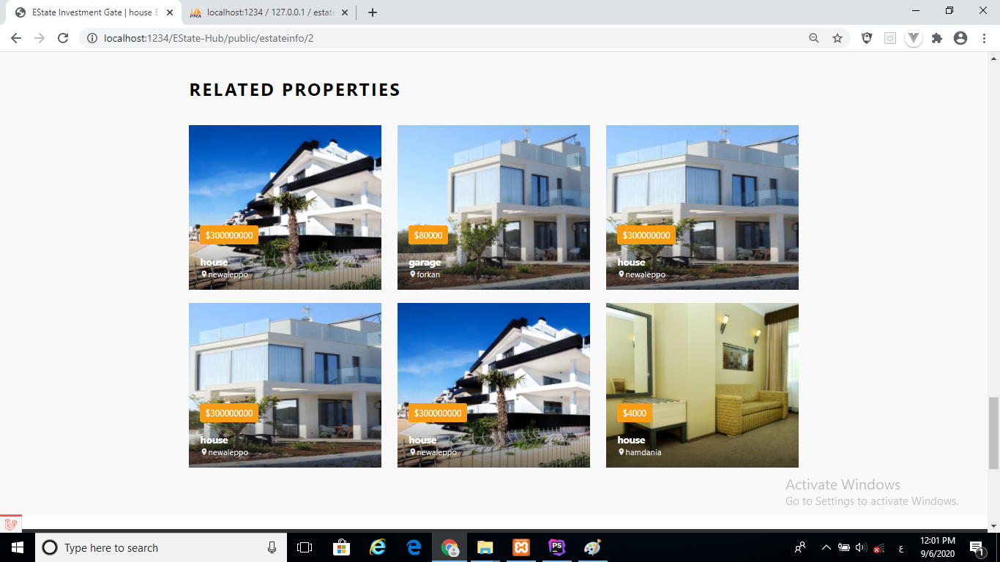 EState Investment Gate | house E
localhost:1234 / 127.0.0.1 / estate
localhost:1234/EState-Hub/public/estateinfo/2
RELATED PROPERTIES
$300000000
house
newaleppo
$80000
garage
forkan
$300000000
house
newaleppo
$300000000
house
newaleppo
$300000000
house
newaleppo
$4000
house
hamdania
Activate Windows
Go to Settings to activate Windows.
Type here to search
PS
ع
12:01 PM
9/6/2020
1